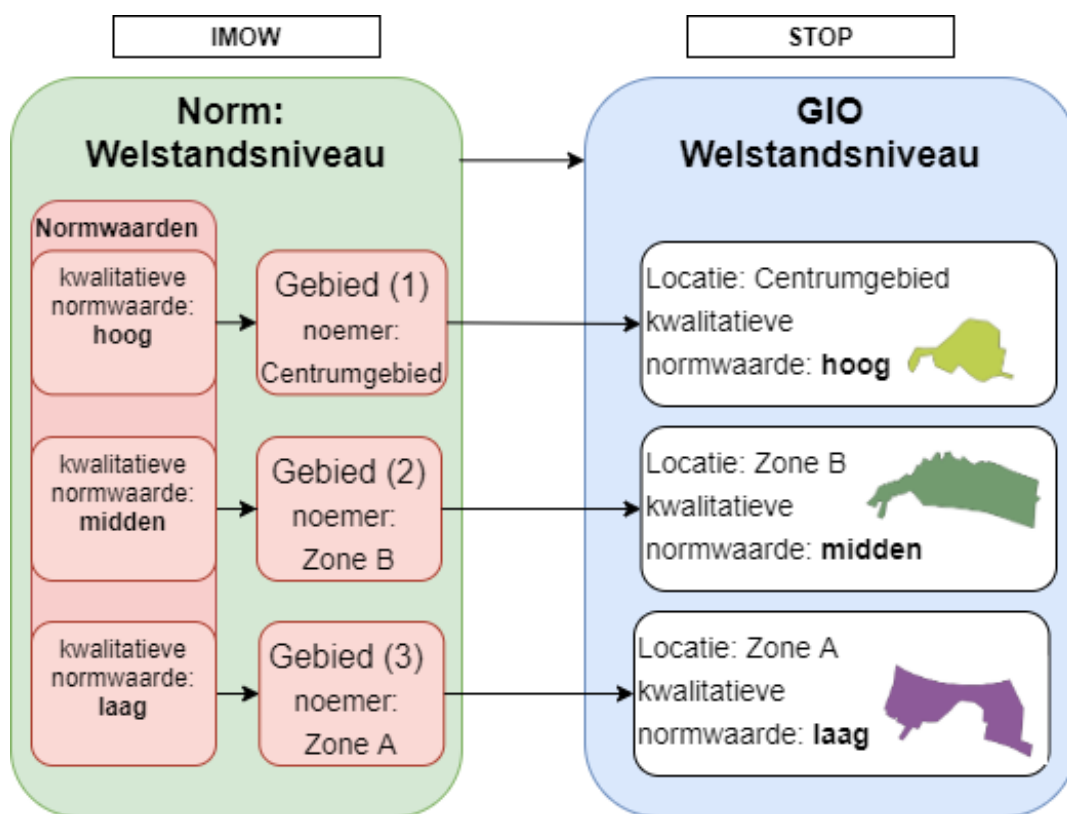 IMOW
STOP
Norm:
Welstandsniveau
GIO
Welstandsniveau
Normwaarden
kwalitatieve
normwaarde:
hoog
Gebied (1)
noemer:
Centrumgebied
Locatie: Centrumgebied
kwalitatieve
normwaarde: hoog
kwalitatieve
normwaarde:
midden
Gebied (2)
noemer:
Zone B
Locatie: Zone B
kwalitatieve
normwaarde: midden
kwalitatieve
normwaarde:
laag
Gebied (3)
noemer:
Zone A
Locatie: Zone A
kwalitatieve
normwaarde: laag